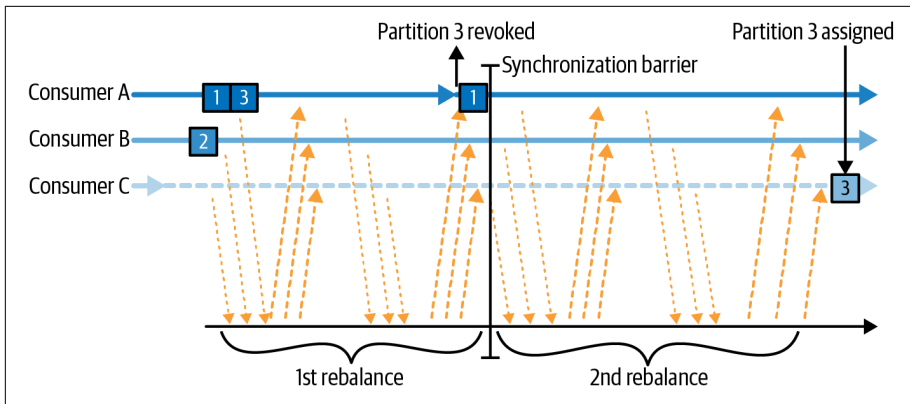 Partition 3 revoked
Partition 3 assigned
Synchronization barrier
Consumer A
1 3
1
Consumer B
2
Consumer C
3
1st rebalance
2nd rebalance